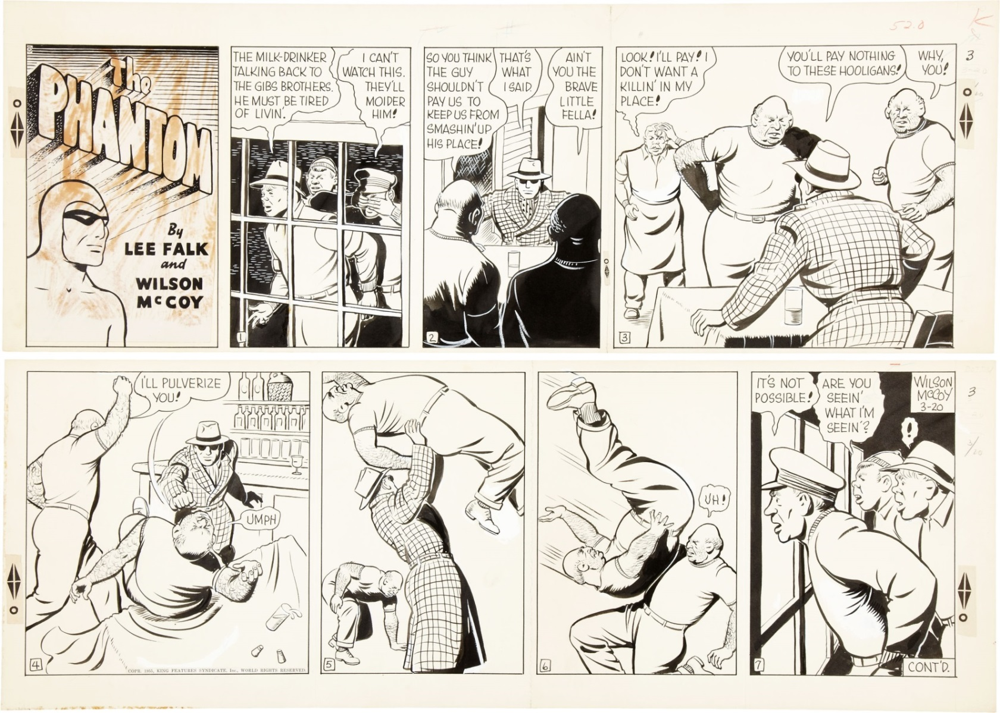 52.8
K
The
PHANTOM
By
LEE FALK
and
WILSON
McCOY
THE MILK-DRINKER
TALKING BACK TO
THE GIBS BROTHERS.
HE MUST BE TIRED
OF LIVIN'.
I CAN'T
WATCH THIS.
THEY'LL
MOIDER
HIM!
1
SO YOU THINK
THE GUY
SHOULDN'T
PAY US TO
KEEP US FROM
SMASHIN' UP
HIS PLACE!
THAT'S
WHAT
I SAID.
AIN'T
YOU THE
BRAVE
LITTLE
FELLA!
2
LOOK! I'LL PAY! I
DON'T WANT A
KILLIN' IN MY
PLACE!
YOU'LL PAY NOTHING
TO THESE HOOLIGANS!
WHY,
YOU!
3
3
I'LL PULVERIZE
YOU!
UMPH
4
COPR. 1955, KING FEATURES SYNDICATE, Inc., WORLD RIGHTS RESERVED.
5
UH!
6
IT'S NOT
POSSIBLE!
ARE YOU
SEEIN'
WHAT I'M
SEEIN'?
!
WILSON
McCOY
3-20
3
3/20
7
CONT'D.